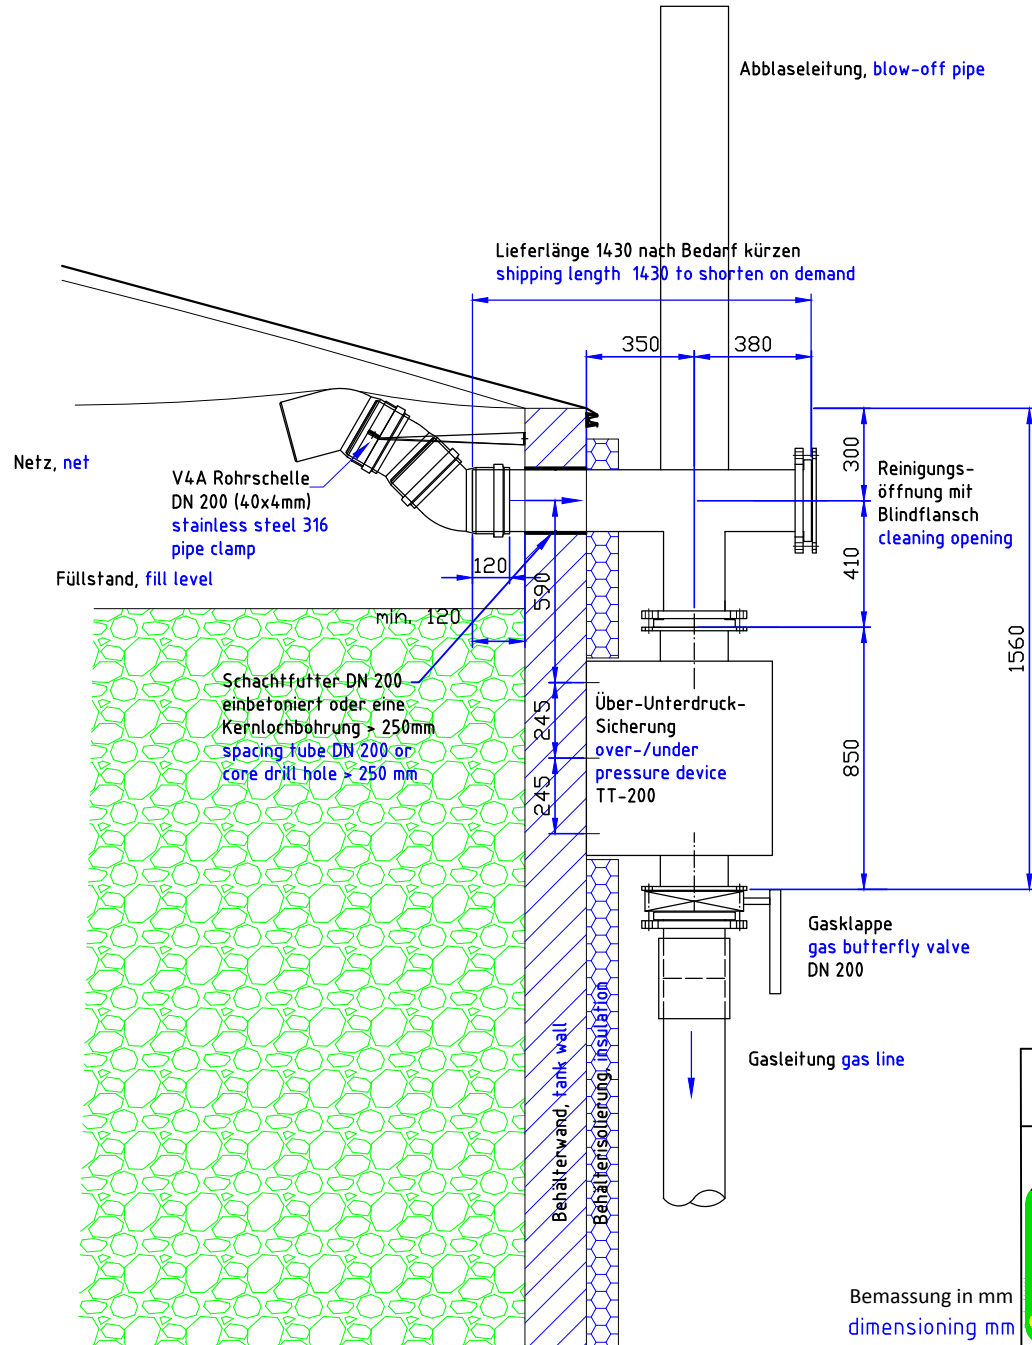 Abblaseleitung, blow-off pipe
Lieferlänge 1430 nach Bedarf kürzen
shipping length 1430 to shorten on demand
350
380
300
Netz, net
V4A Rohrschelle
DN 200 (40x4mm)
stainless steel 316
pipe clamp
Reinigungs-
öffnung mit
Blindflansch
cleaning opening
Füllstand, fill level
120
590
410
min. 120
1560
Schachtfutter DN 200
einbetoniert oder eine
Kernlochbohrung > 250mm
spacing tube DN 200 or
core drill hole > 250 mm
245
245
Über-Unterdruck-
Sicherung
over-/under
pressure device
TT-200
850
Gasklappe
gas butterfly valve
DN 200
Behälterwand, tank wall
Behälterisolierung, insulation
Gasleitung gas line
Bemassung in mm
dimensioning mm